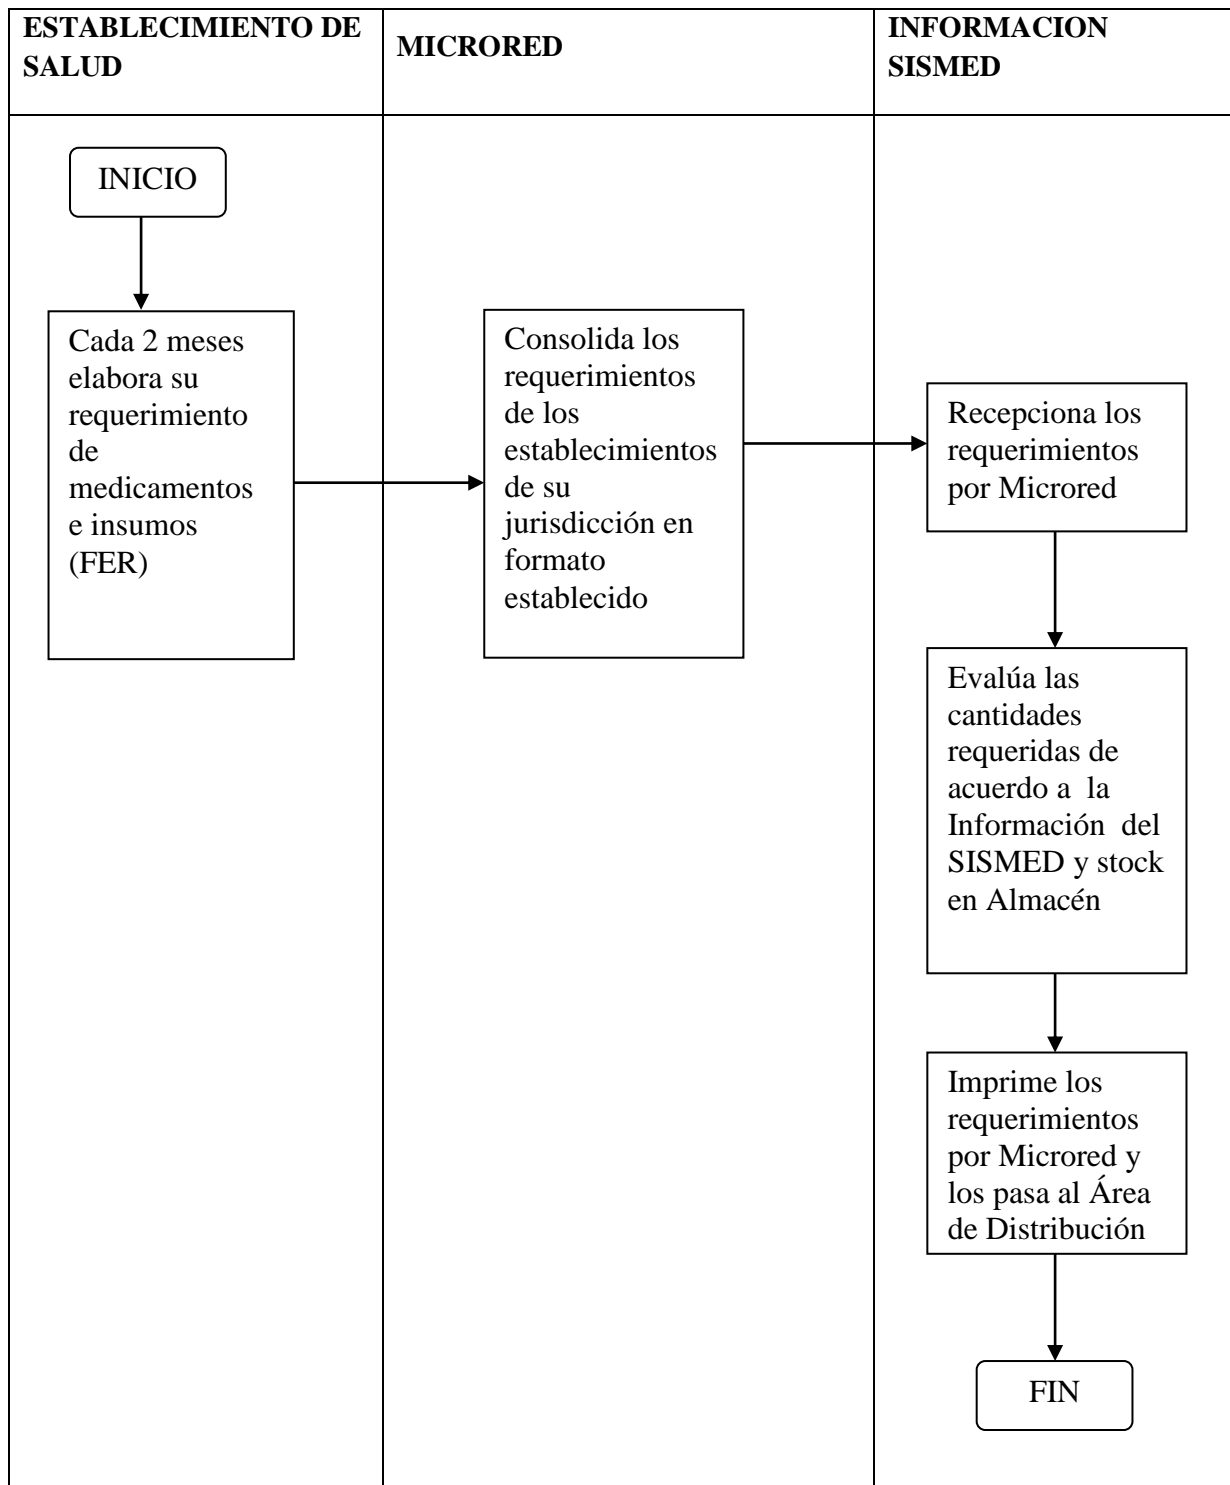 ESTABLECIMIENTO DE
SALUD
MICRORED
INFORMACION
SISMED
INICIO
Cada 2 meses
elabora su
requerimiento
de
medicamentos
e insumos
(FER)
Consolida los
requerimientos
de los
establecimientos
de su
jurisdicción en
formato
establecido
Recepciona los
requerimientos
por Microred
Evalúa las
cantidades
requeridas de
acuerdo a  la
Información  del
SISMED y stock
en Almacén
Imprime los
requerimientos
por Microred y
los pasa al Área
de Distribución
FIN